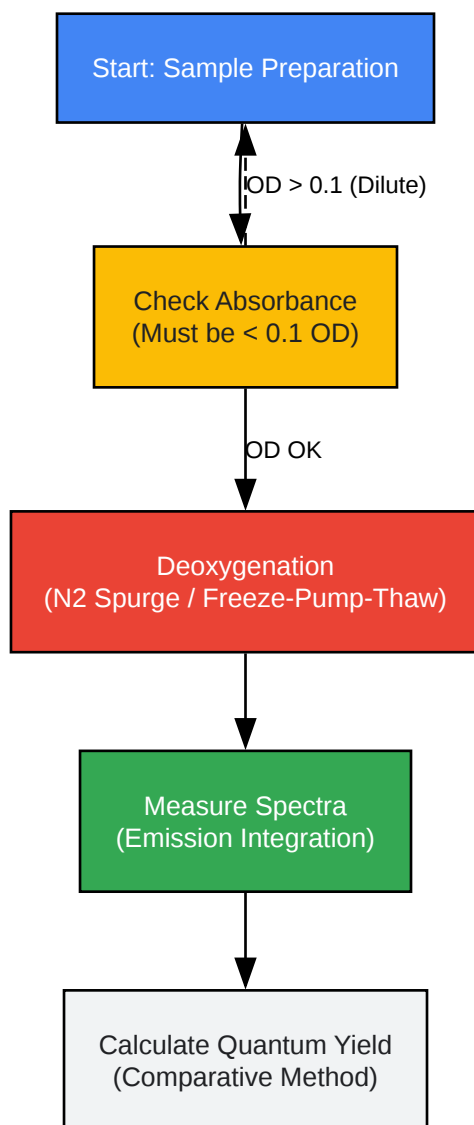 Start: Sample Preparation
OD > 0.1 (Dilute)
Check Absorbance
(Must be < 0.1 OD)
OD OK
Deoxygenation
(N2 Spurge / Freeze-Pump-Thaw)
Measure Spectra
(Emission Integration)
Calculate Quantum Yield
(Comparative Method)